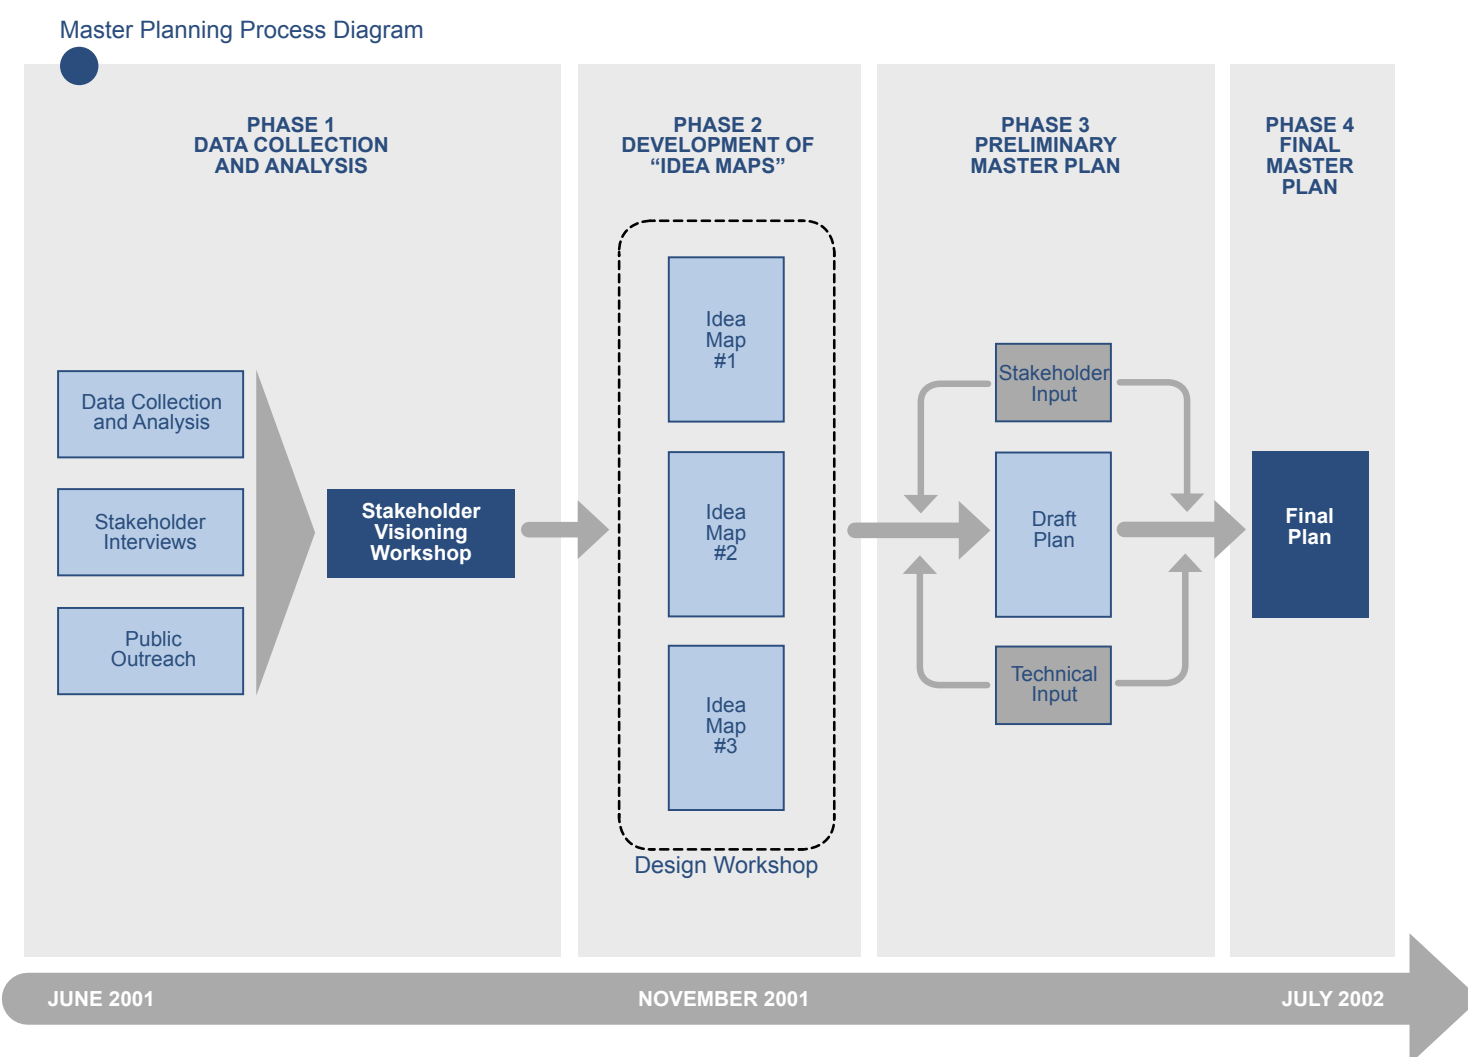 Master Planning Process Diagram
PHASE 1
DATA COLLECTION
AND ANALYSIS
Data Collection
and Analysis
Stakeholder
Interviews
Public
Outreach
Stakeholder
Visioning
Workshop
PHASE 2
DEVELOPMENT OF
“IDEA MAPS”
Idea
Map
#1
Idea
Map
#2
Idea
Map
#3
Design Workshop
PHASE 3
PRELIMINARY
MASTER PLAN
Stakeholder
Input
Draft
Plan
Technical
Input
PHASE 4
FINAL
MASTER
PLAN
Final
Plan
JUNE 2001
NOVEMBER 2001
JULY 2002